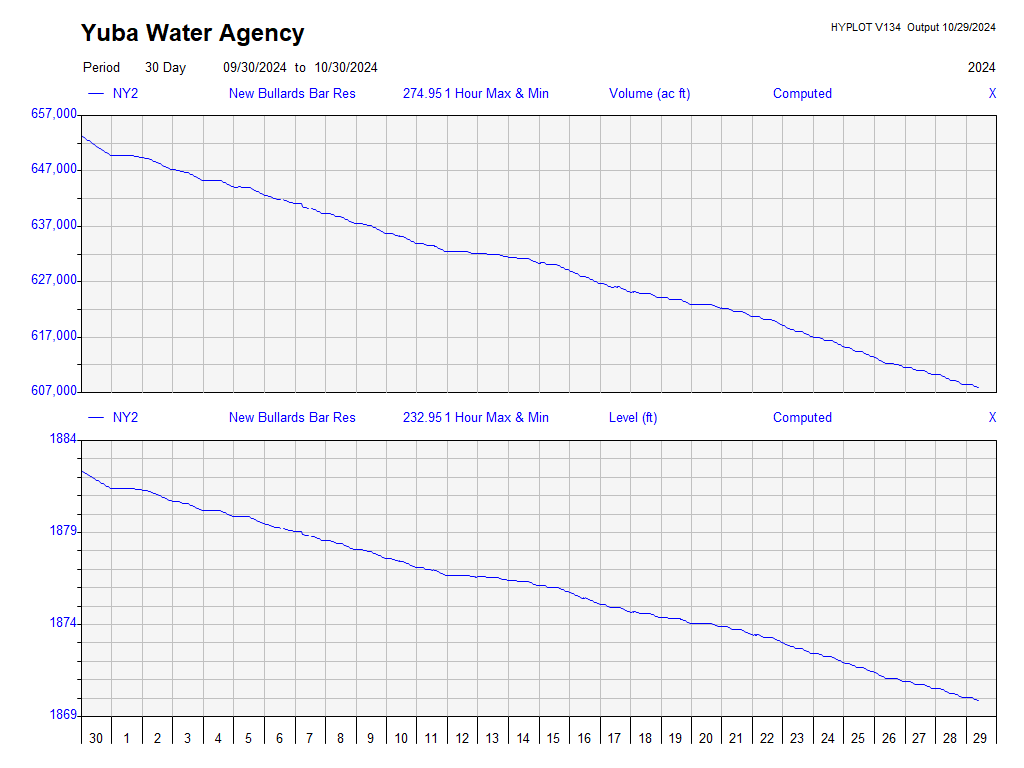 Yuba Water Agency
HYPLOT V134 Output 10/29/2024
Period 30 Day 09/30/2024 to 10/30/2024 2024
NY2 New Bullards Bar Res 274.95 1 Hour Max & Min Volume (ac ft) Computed X
657,000
647,000
637,000
627,000
617,000
607,000
NY2 New Bullards Bar Res 232.95 1 Hour Max & Min Level (ft) Computed X
1884
1879
1874
1869
30 1 2 3 4 5 6 7 8 9 10 11 12 13 14 15 16 17 18 19 20 21 22 23 24 25 26 27 28 29